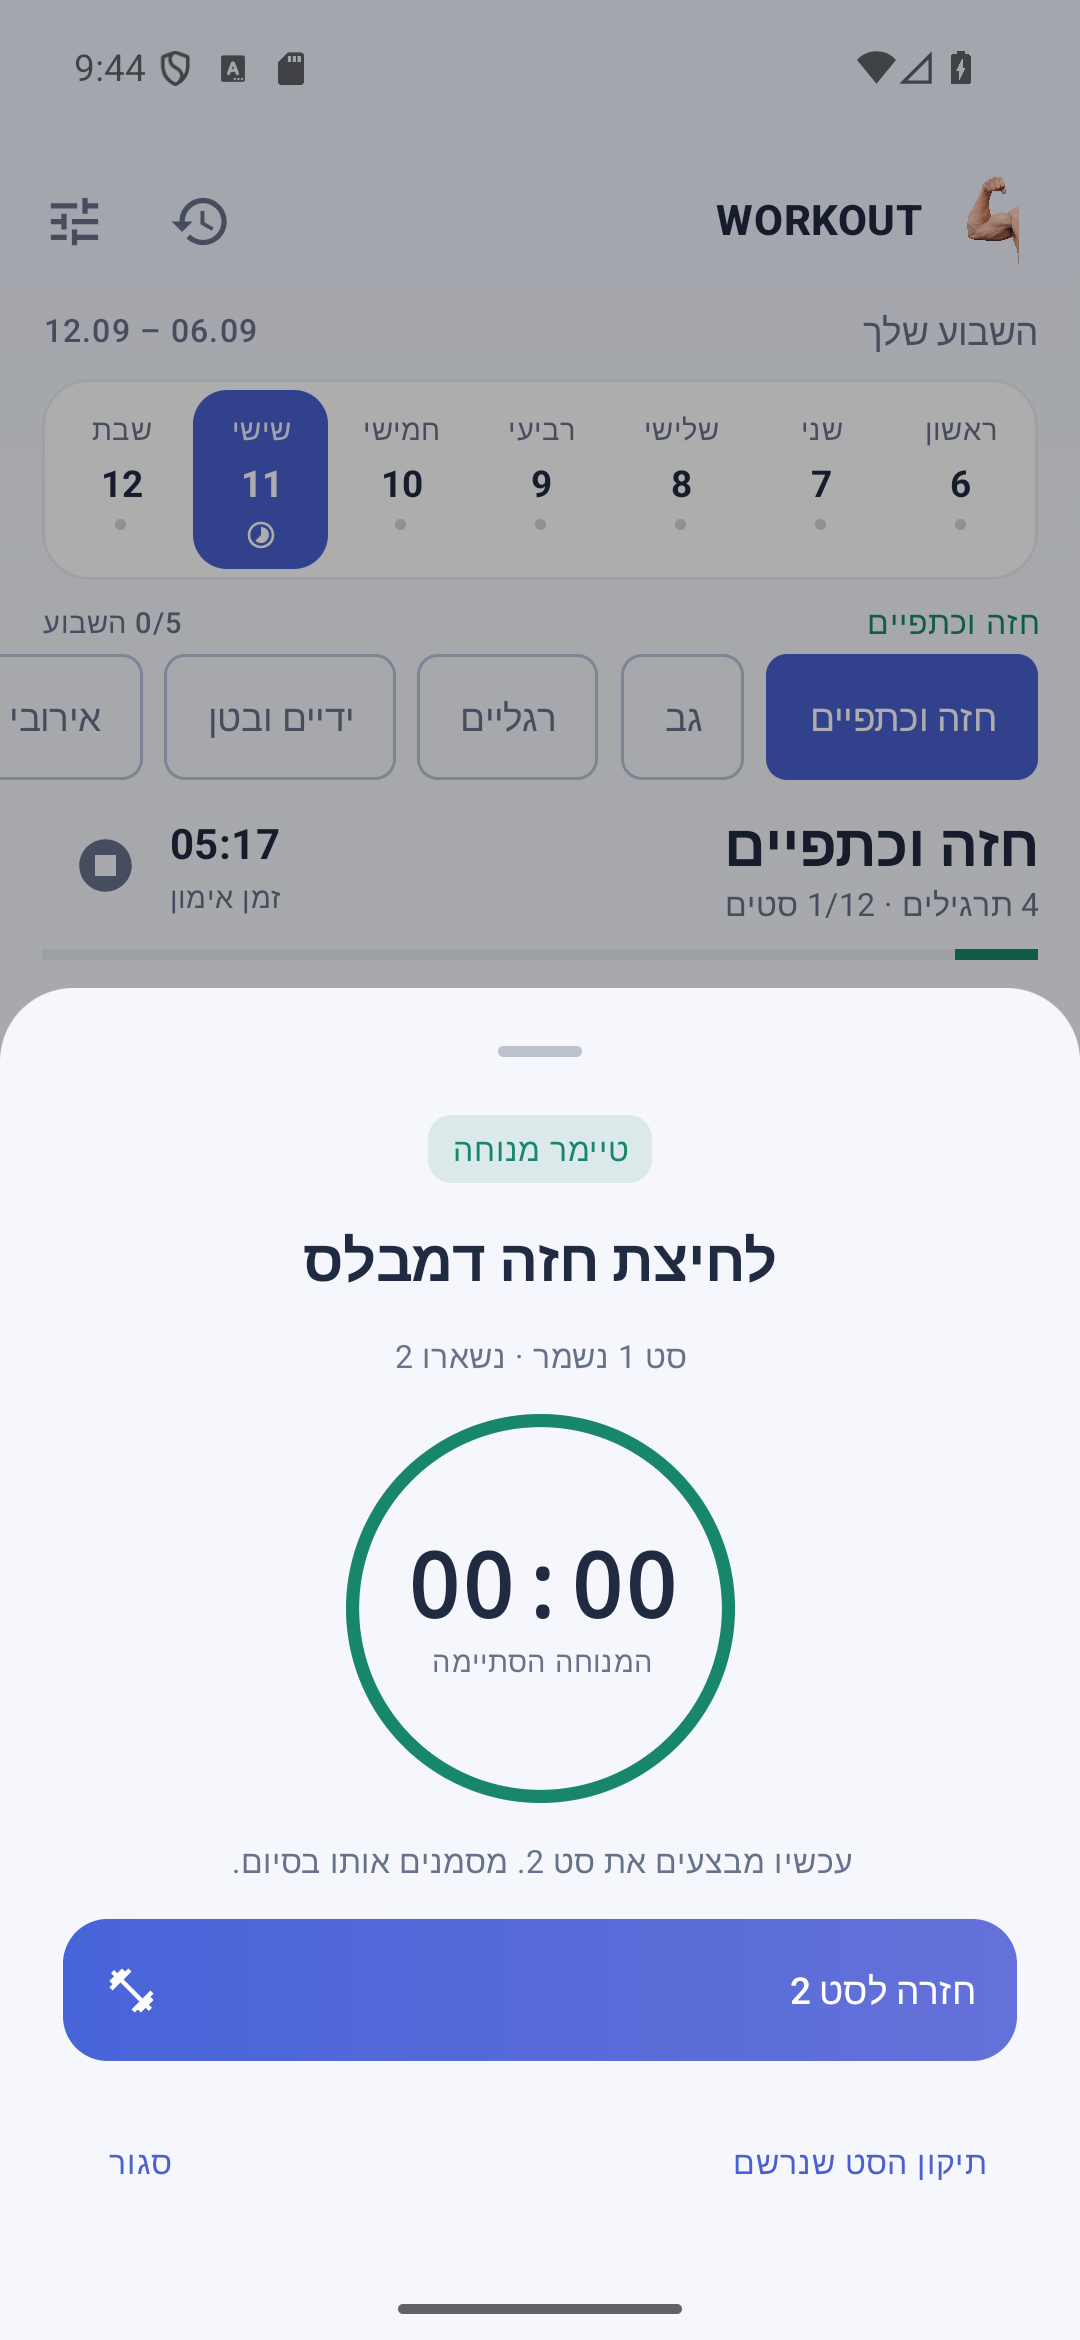 9:44
WORKOUT
השבוע שלך
06.09 – 12.09
ראשון שני שלישי רביעי חמישי שישי שבת
6 7 8 9 10 11 12
חזה וכתפיים
0/5 השבוע
חזה וכתפיים גב רגליים ידיים ובטן אירובי
חזה וכתפיים
05:17
4 תרגילים · 1/12 סטים
זמן אימון
טיימר מנוחה
לחיצת חזה דמבלס
סט 1 נשמר · נשארו 2
00:00
המנוחה הסתיימה
עכשיו מבצעים את סט 2. מסמנים אותו בסיום.
חזרה לסט 2
תיקון הסט שנרשם
סגור